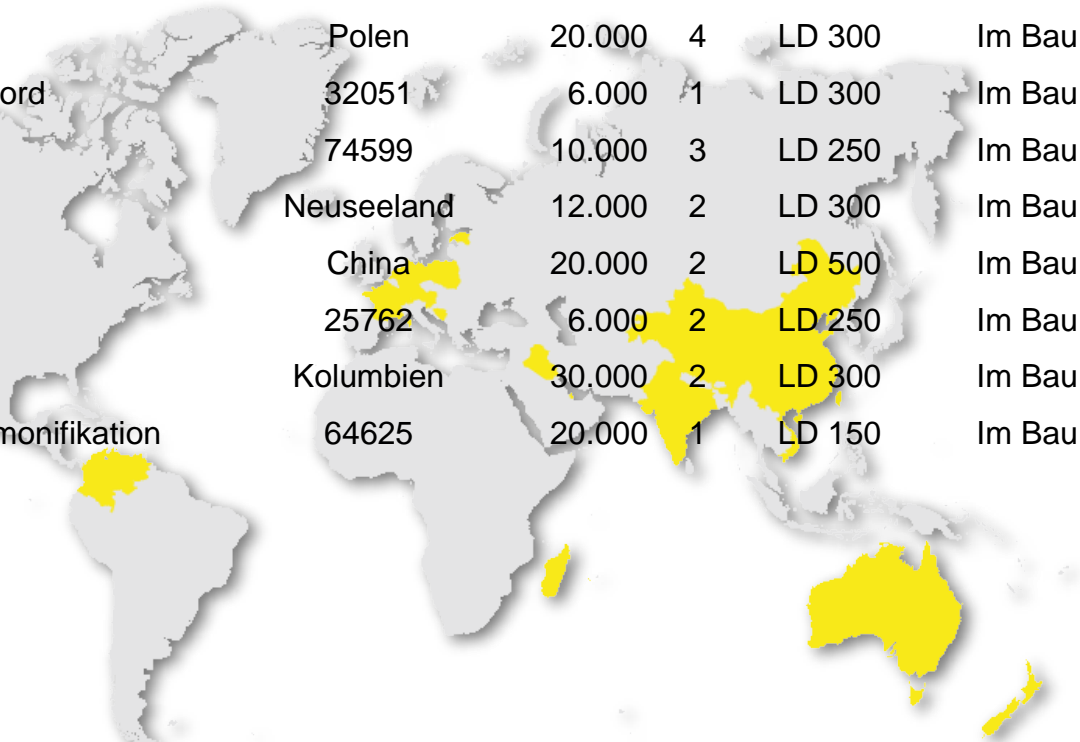 Polen 20.000 4 LD 300 Im Bau
ord 32051 6.000 1 LD 300 Im Bau
74599 10.000 3 LD 250 Im Bau
Neuseeland 12.000 2 LD 300 Im Bau
China 20.000 2 LD 500 Im Bau
25762 6.000 2 LD 250 Im Bau
Kolumbien 30.000 2 LD 300 Im Bau
monifikation 64625 20.000 1 LD 150 Im Bau